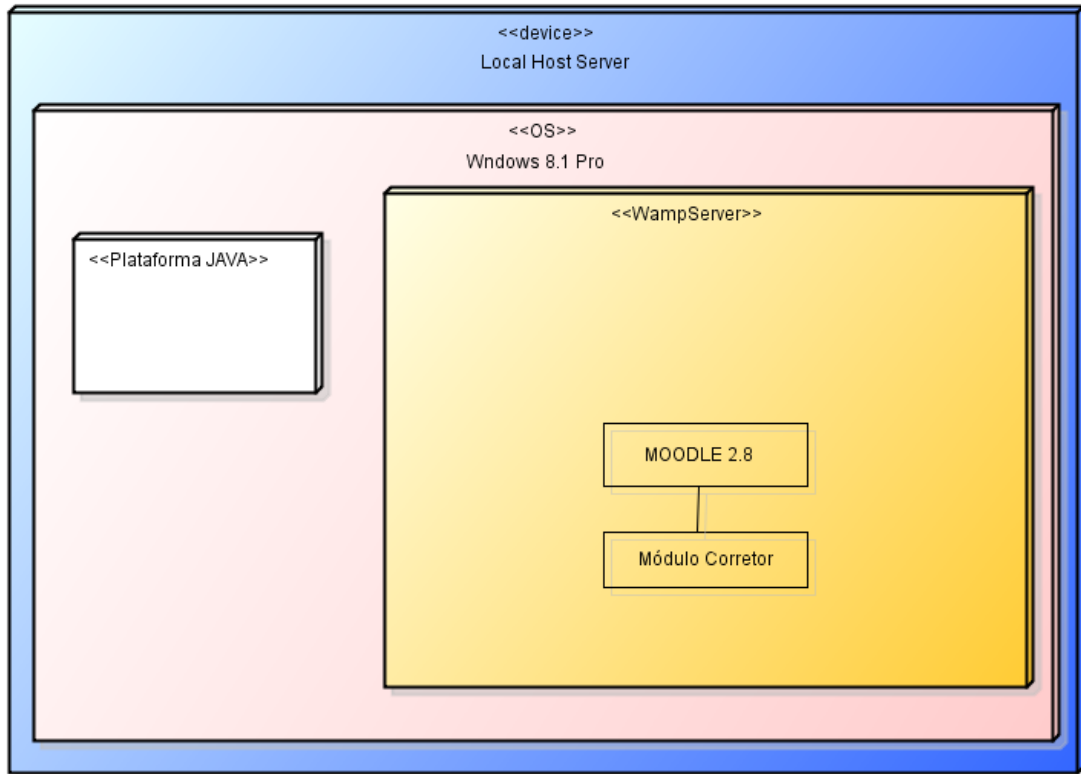 <<device>>
Local Host Server
<<OS>>
Wndows 8.1 Pro
<<WampServer>>
<<Plataforma JAVA>>
MOODLE 2.8
Módulo Corretor